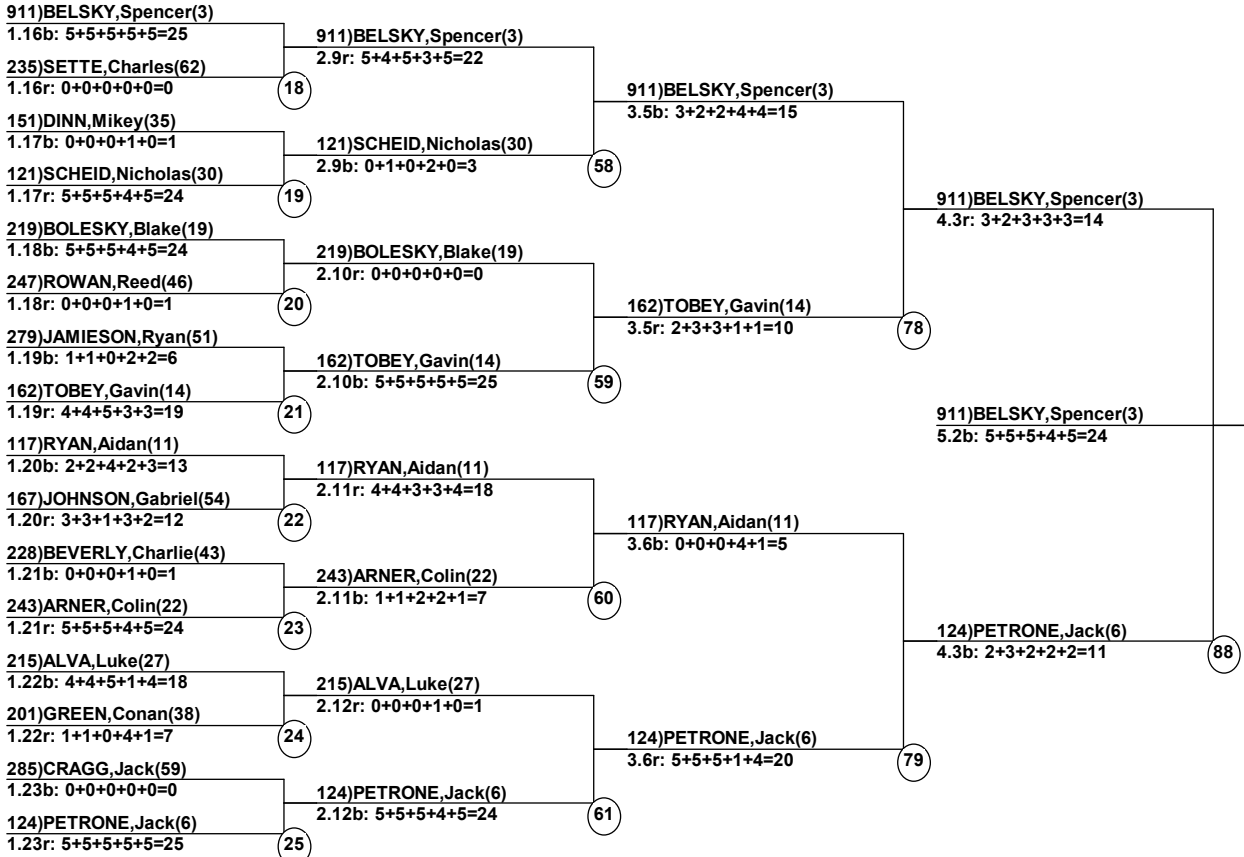 911)BELSKY,Spencer(3)
1.16b: 5+5+5+5+5=25
235)SETTE,Charles(62)
1.16r: 0+0+0+0+0=0
18
151)DINN,Mikey(35)
1.17b: 0+0+0+1+0=1
121)SCHEID,Nicholas(30)
1.17r: 5+5+5+4+5=24
19
219)BOLESKY,Blake(19)
1.18b: 5+5+5+4+5=24
247)ROWAN,Reed(46)
1.18r: 0+0+0+1+0=1
20
279)JAMIESON,Ryan(51)
1.19b: 1+1+0+2+2=6
162)TOBEY,Gavin(14)
1.19r: 4+4+5+3+3=19
21
117)RYAN,Aidan(11)
1.20b: 2+2+4+2+3=13
167)JOHNSON,Gabriel(54)
1.20r: 3+3+1+3+2=12
22
228)BEVERLY,Charlie(43)
1.21b: 0+0+0+1+0=1
243)ARNER,Colin(22)
1.21r: 5+5+5+4+5=24
23
215)ALVA,Luke(27)
1.22b: 4+4+5+1+4=18
201)GREEN,Conan(38)
1.22r: 1+1+0+4+1=7
24
285)CRAGG,Jack(59)
1.23b: 0+0+0+0+0=0
124)PETRONE,Jack(6)
1.23r: 5+5+5+5+5=25
25
911)BELSKY,Spencer(3)
2.9r: 5+4+5+3+5=22
121)SCHEID,Nicholas(30)
2.9b: 0+1+0+2+0=3
58
219)BOLESKY,Blake(19)
2.10r: 0+0+0+0+0=0
162)TOBEY,Gavin(14)
2.10b: 5+5+5+5+5=25
59
117)RYAN,Aidan(11)
2.11r: 4+4+3+3+4=18
243)ARNER,Colin(22)
2.11b: 1+1+2+2+1=7
60
215)ALVA,Luke(27)
2.12r: 0+0+0+1+0=1
124)PETRONE,Jack(6)
2.12b: 5+5+5+4+5=24
61
911)BELSKY,Spencer(3)
3.5b: 3+2+2+4+4=15
162)TOBEY,Gavin(14)
3.5r: 2+3+3+1+1=10
78
117)RYAN,Aidan(11)
3.6b: 0+0+0+4+1=5
124)PETRONE,Jack(6)
3.6r: 5+5+5+1+4=20
79
911)BELSKY,Spencer(3)
4.3r: 3+2+3+3+3=14
124)PETRONE,Jack(6)
4.3b: 2+3+2+2+2=11
88
911)BELSKY,Spencer(3)
5.2b: 5+5+5+4+5=24